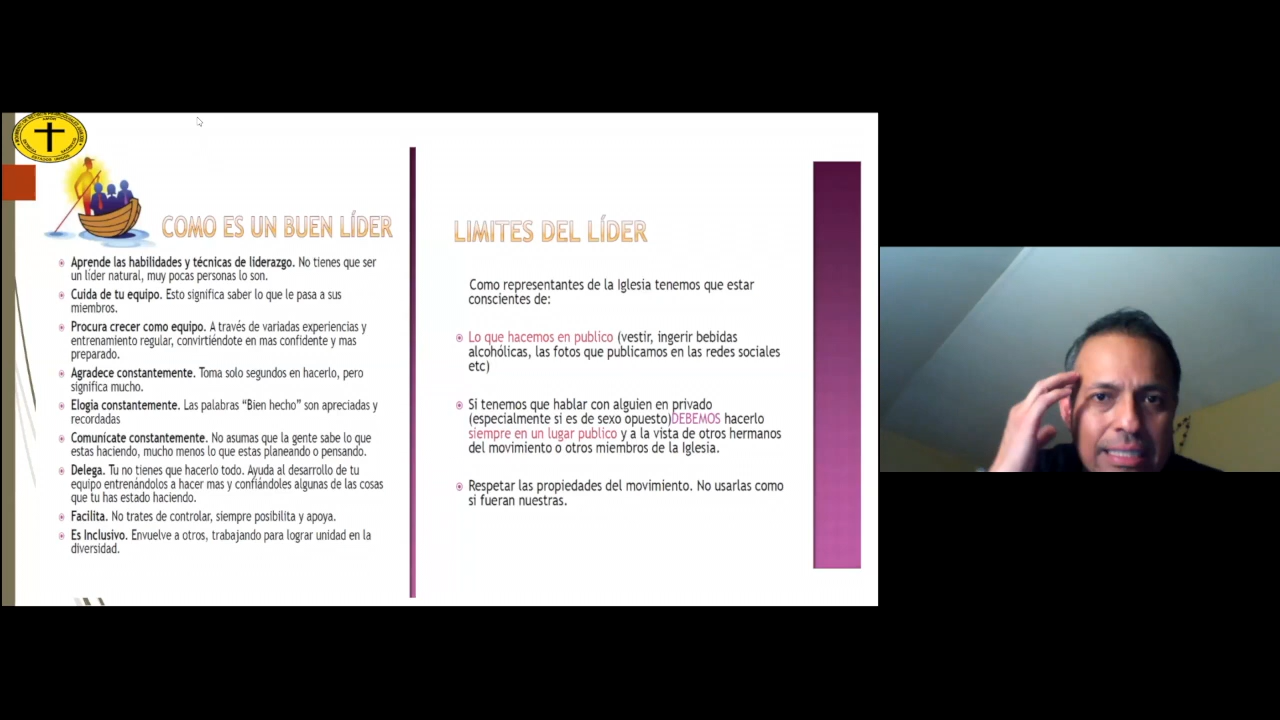 ESTADOS UNIDOS
COMO ES UN BUEN LÍDER
Aprende las habilidades y técnicas de liderazgo. No tienes que ser
un líder natural, muy pocas personas lo son.
Cuida de tu equipo. Esto significa saber lo que le pasa a sus
miembros.
Procura crecer como equipo. A través de variadas experiencias y
entrenamiento regular, convirtiéndote en mas confidente y mas
preparado.
Agradece constantemente. Toma solo segundos en hacerlo, pero
significa mucho.
Elogia constantemente. Las palabras “Bien hecho” son apreciadas y
recordadas
Comunícate constantemente. No asumas que la gente sabe lo que
estas haciendo, mucho menos lo que estas planeando o pensando.
Delega. Tu no tienes que hacerlo todo. Ayuda al desarrollo de tu
equipo entrenándolos a hacer mas y confiándoles algunas de las cosas
que tu has estado haciendo.
Facilita. No trates de controlar, siempre posibilita y apoya.
Es Inclusivo. Envuelve a otros, trabajando para lograr unidad en la
diversidad.
LIMITES DEL LÍDER
Como representantes de la Iglesia tenemos que estar
conscientes de:
Lo que hacemos en publico (vestir, ingerir bebidas
alcohólicas, las fotos que publicamos en las redes sociales
etc)
Si tenemos que hablar con alguien en privado
(especialmente si es de sexo opuesto)DEBEMOS hacerlo
siempre en un lugar publico y a la vista de otros hermanos
del movimiento o otros miembros de la Iglesia.
Respetar las propiedades del movimiento. No usarlas como
si fueran nuestras.